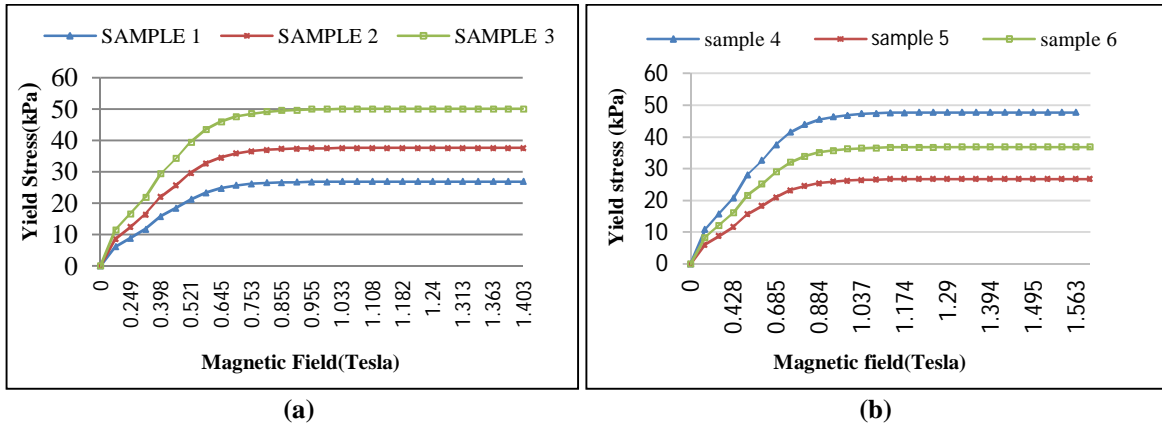 SAMPLE 1 SAMPLE 2 SAMPLE 3
60
50
40
30
20
10
0
Yield Stress(kPa)
0 0.249 0.398 0.521 0.645 0.753 0.855 0.955 1.033 1.108 1.182 1.24 1.313 1.363 1.403
Magnetic Field(Tesla)
(a)
sample 4 sample 5 sample 6
60
50
40
30
20
10
0
Yield stress (kPa)
0 0.428 0.685 0.884 1.037 1.174 1.29 1.394 1.495 1.563
Magnetic field(Tesla)
(b)